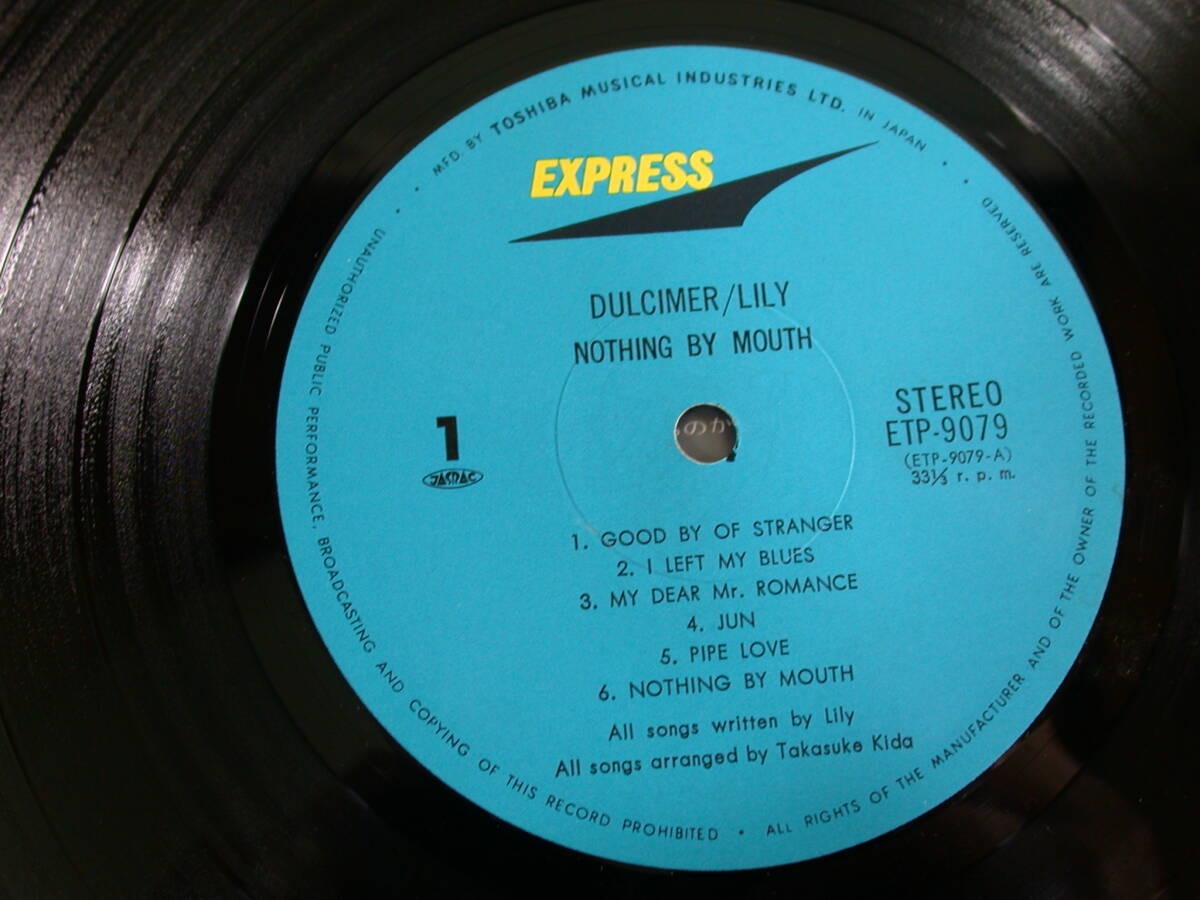 MFD. BY TOSHIBA MUSICAL INDUSTRIES LTD. IN JAPAN
EXPRESS
DULCIMER/LILY
NOTHING BY MOUTH
1
JASRAC
STEREO
ETP-9079
(ETP-9079-A)
33⅓ r. p. m.
のか
1. GOOD BY OF STRANGER
2. I LEFT MY BLUES
3. MY DEAR Mr. ROMANCE
4. JUN
5. PIPE LOVE
6. NOTHING BY MOUTH
All songs written by Lily
All songs arranged by Takasuke Kida
UNAUTHORIZED PUBLIC PERFORMANCE, BROADCASTING AND COPYING OF THIS RECORD PROHIBITED • ALL RIGHTS OF THE MANUFACTURER AND OF THE OWNER OF THE RECORDED WORK ARE RESERVED